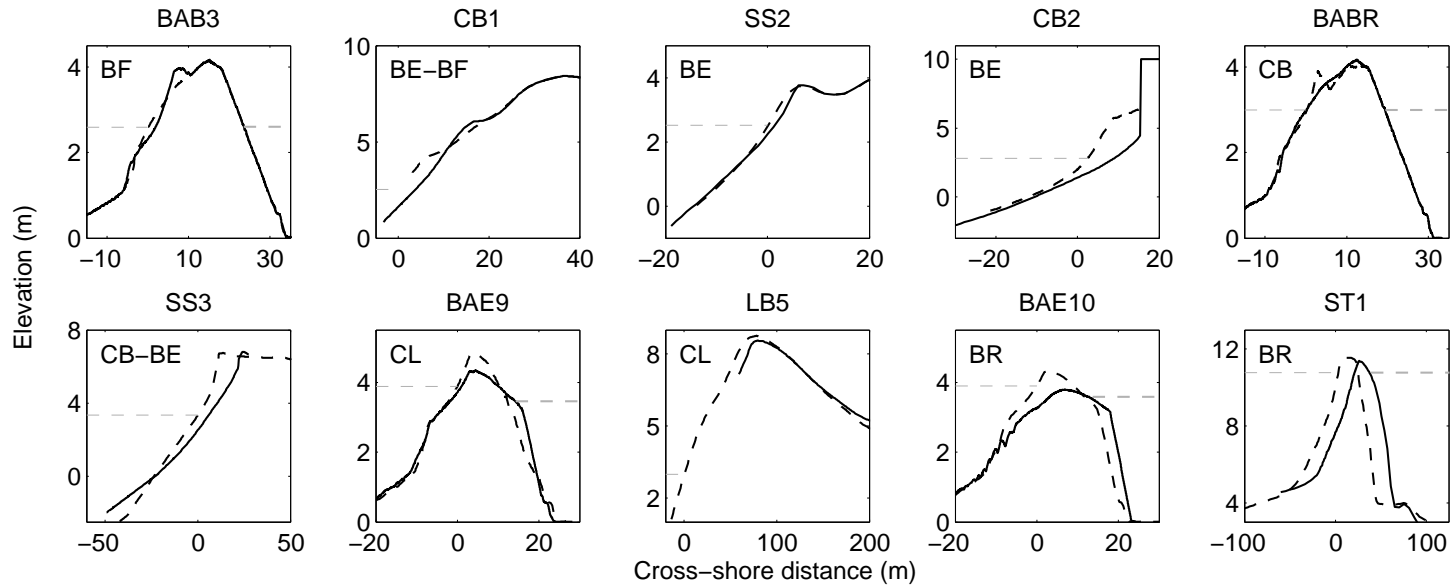 BAB3 CB1 SS2 CB2 BABR
BF BE−BF BE BE CB
4 2 0
−10 10 30
10 5 0
0 20 40
4 2 0
−20 0 20
10 5 0
−20 0 20
4 2 0
−10 10 30
Elevation (m)
SS3 BAE9 LB5 BAE10 ST1
CB−BE CL CL BR BR
8 4 0
−50 0 50
4 2 0
−20 0 20
8 5 2
0 100 200
4 2 0
−20 0 20
12 8 4
−100 0 100
Cross−shore distance (m)